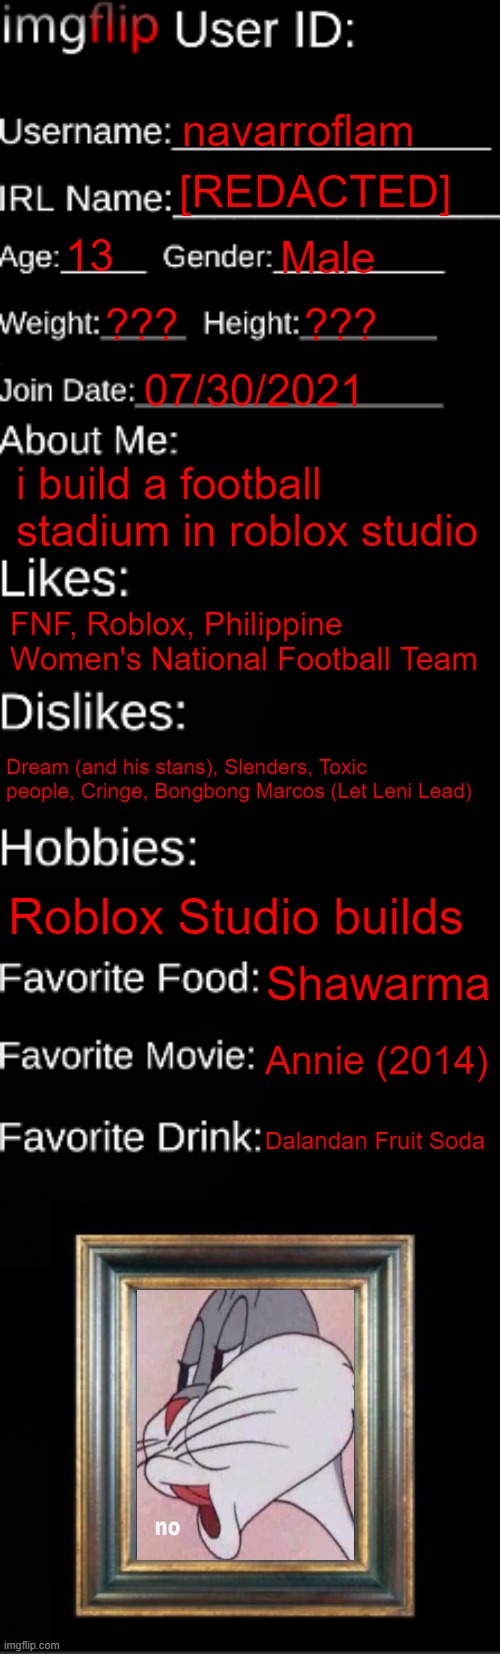 imgflip User ID:
Username: navarroflam
IRL Name: [REDACTED]
Age: 13 Gender: Male
Weight: ??? Height: ???
Join Date: 07/30/2021
About Me:
i build a football
stadium in roblox studio
Likes:
FNF, Roblox, Philippine
Women's National Football Team
Dislikes:
Dream (and his stans), Slenders, Toxic
people, Cringe, Bongbong Marcos (Let Leni Lead)
Hobbies:
Roblox Studio builds
Favorite Food: Shawarma
Favorite Movie: Annie (2014)
Favorite Drink: Dalandan Fruit Soda
no
imgflip.com